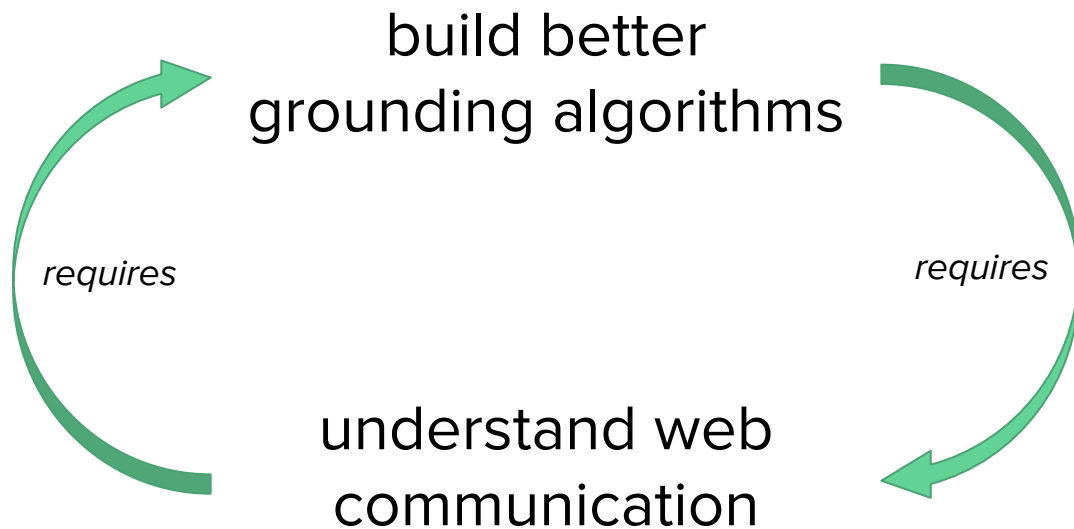 build better
grounding algorithms
requires
requires
understand web
communication